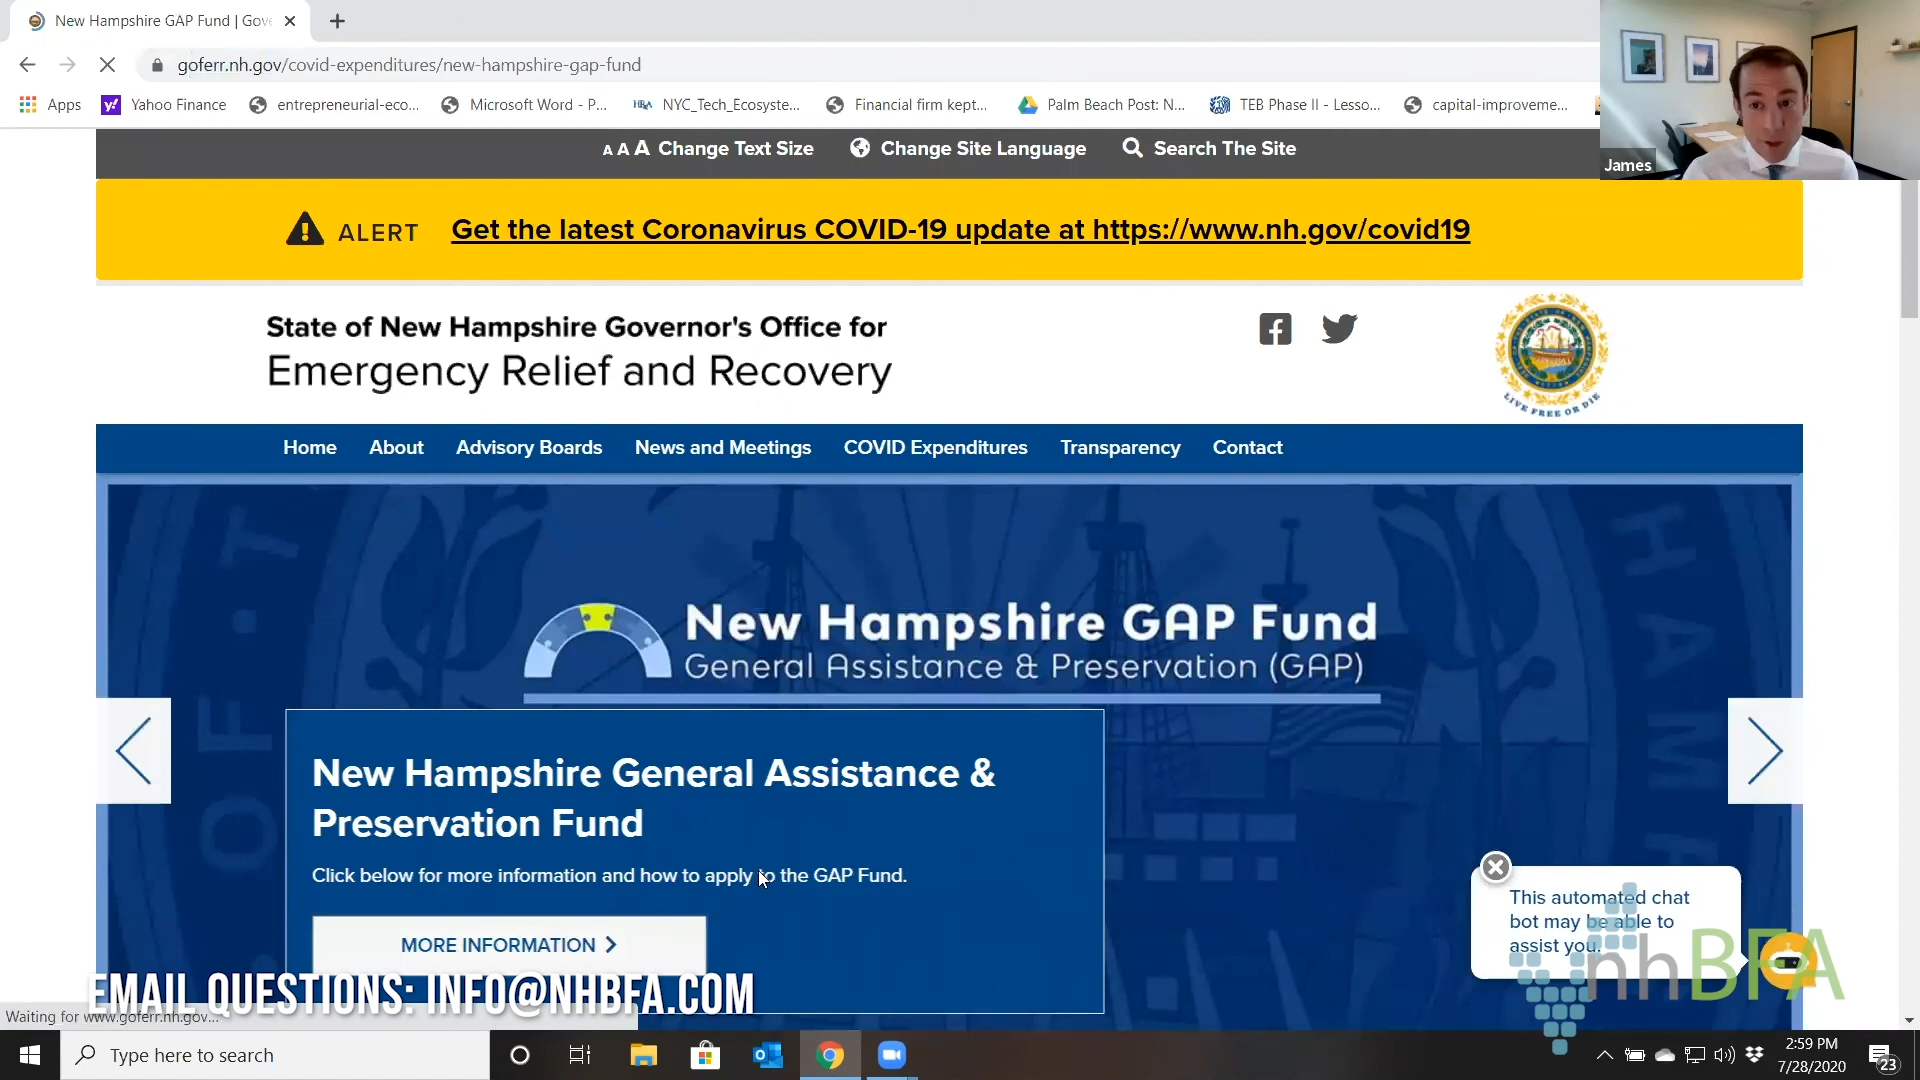 New Hampshire GAP Fund | Gov
goferr.nh.gov/covid-expenditures/new-hampshire-gap-fund
Apps
Yahoo Finance
entrepreneurial-eco...
Microsoft Word - P...
NYC_Tech_Ecosyste...
Financial firm kept...
Palm Beach Post: N...
TEB Phase II - Lesso...
capital-improveme...
James
A A A Change Text Size
Change Site Language
Search The Site
ALERT
Get the latest Coronavirus COVID-19 update at https://www.nh.gov/covid19
State of New Hampshire Governor's Office for
Emergency Relief and Recovery
LIVE FREE OR DIE
Home
About
Advisory Boards
News and Meetings
COVID Expenditures
Transparency
Contact
New Hampshire GAP Fund
General Assistance & Preservation (GAP)
New Hampshire General Assistance &
Preservation Fund
Click below for more information and how to apply to the GAP Fund.
MORE INFORMATION
This automated chat
bot may be able to
assist you.
nhBFA
EMAIL QUESTIONS: INFO@NHBFA.COM
Waiting for www.goferr.nh.gov...
Type here to search
2:59 PM
7/28/2020
23